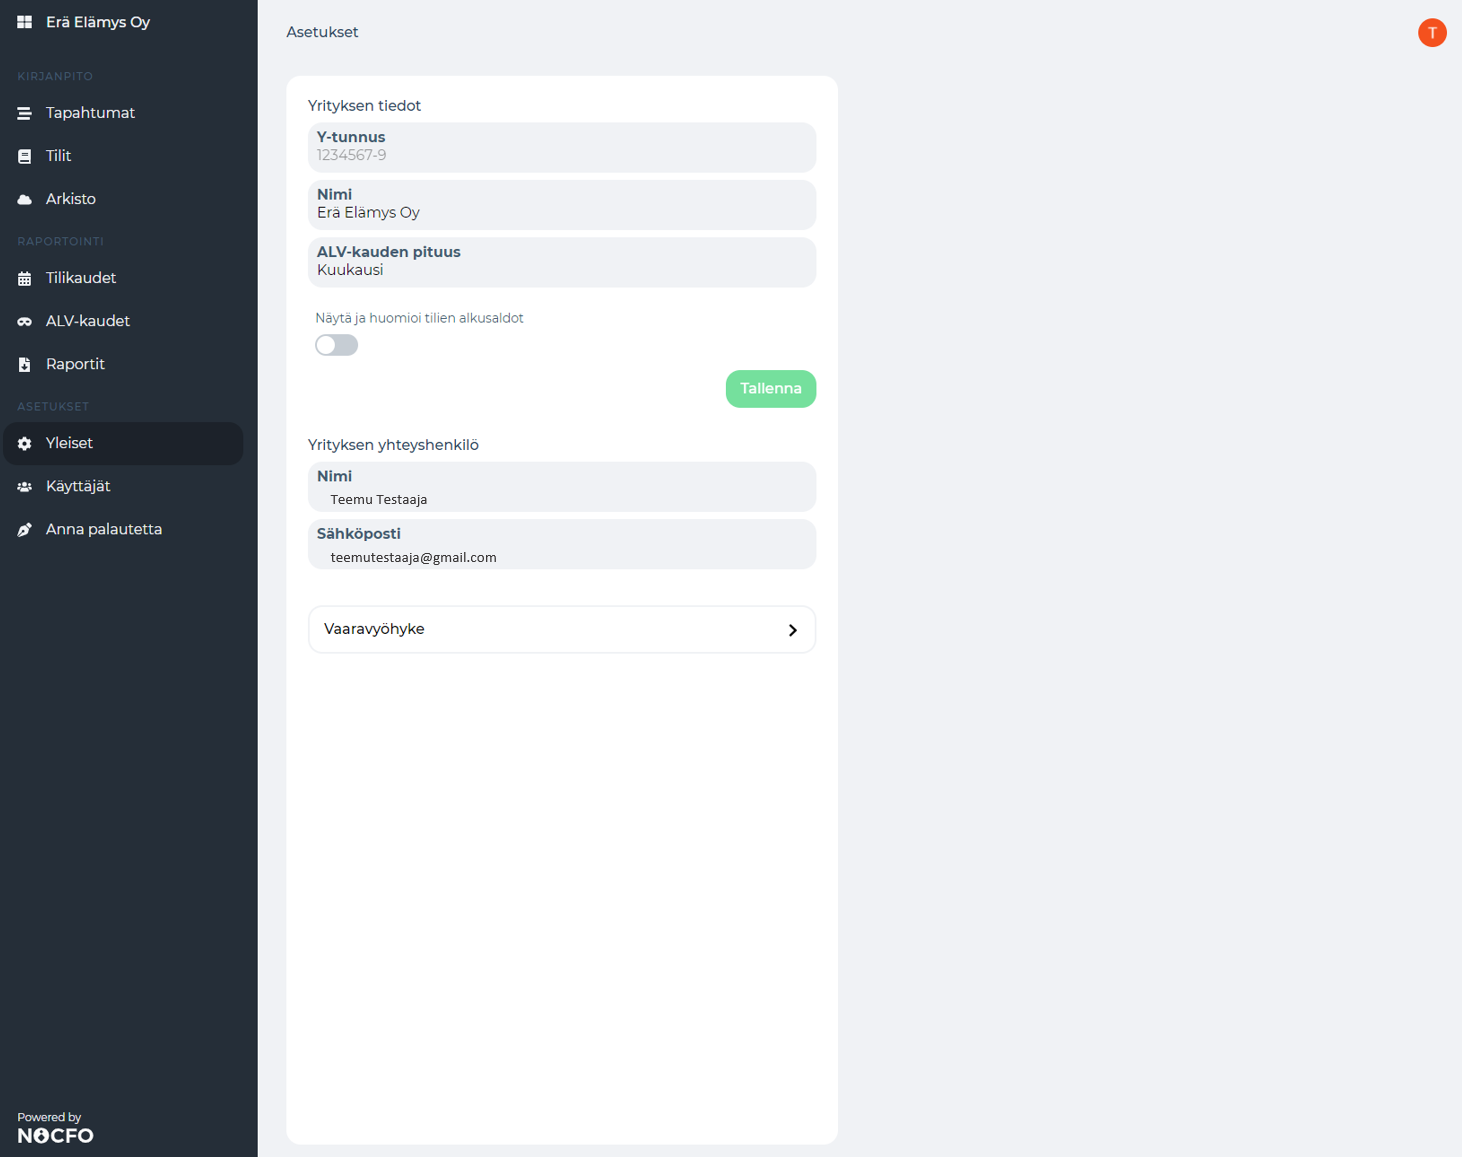 Erä Elämys Oy
KIRJANPITO
Tapahtumat
Tilit
Arkisto
RAPORTOINTI
Tilikaudet
ALV-kaudet
Raportit
ASETUKSET
Yleiset
Käyttäjät
Anna palautetta
Powered by
NOCFO
Asetukset
T
Yrityksen tiedot
Y-tunnus
1234567-9
Nimi
Erä Elämys Oy
ALV-kauden pituus
Kuukausi
Näytä ja huomioi tilien alkusaldot
Tallenna
Yrityksen yhteyshenkilö
Nimi
Teemu Testaaja
Sähköposti
teemutestaaja@gmail.com
Vaaravyöhyke